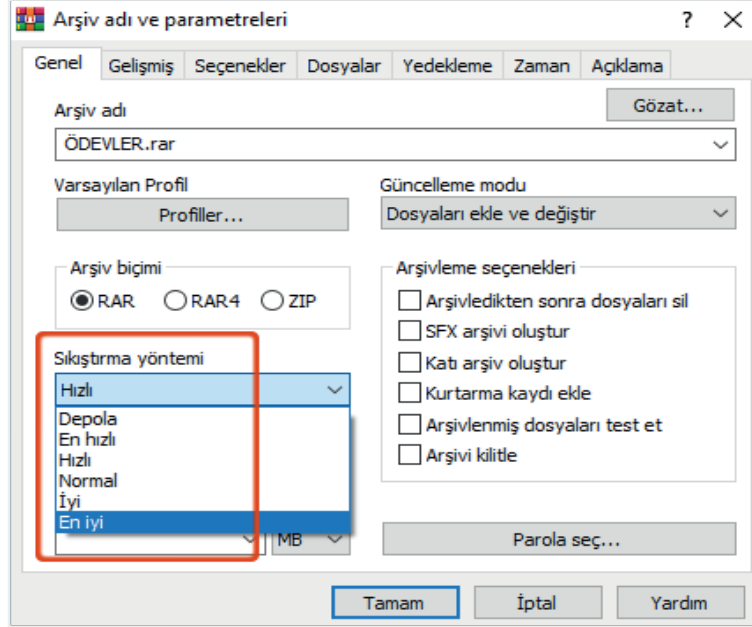 Arşiv adı ve parametreleri
?
Genel Gelişmiş Seçenekler Dosyalar Yedekleme Zaman Açıklama
Arşiv adı
Gözat...
ÖDEVLER.rar
Varsayılan Profil
Profiller...
Güncelleme modu
Dosyaları ekle ve değiştir
Arşiv biçimi
RAR RAR4 ZIP
Sıkıştırma yöntemi
Hızlı
Depola
En hızlı
Hızlı
Normal
İyi
En iyi
MB
Arşivleme seçenekleri
Arşivledikten sonra dosyaları sil
SFX arşivi oluştur
Katı arşiv oluştur
Kurtarma kaydı ekle
Arşivlenmiş dosyaları test et
Arşivi kilitle
Parola seç...
Tamam İptal Yardım